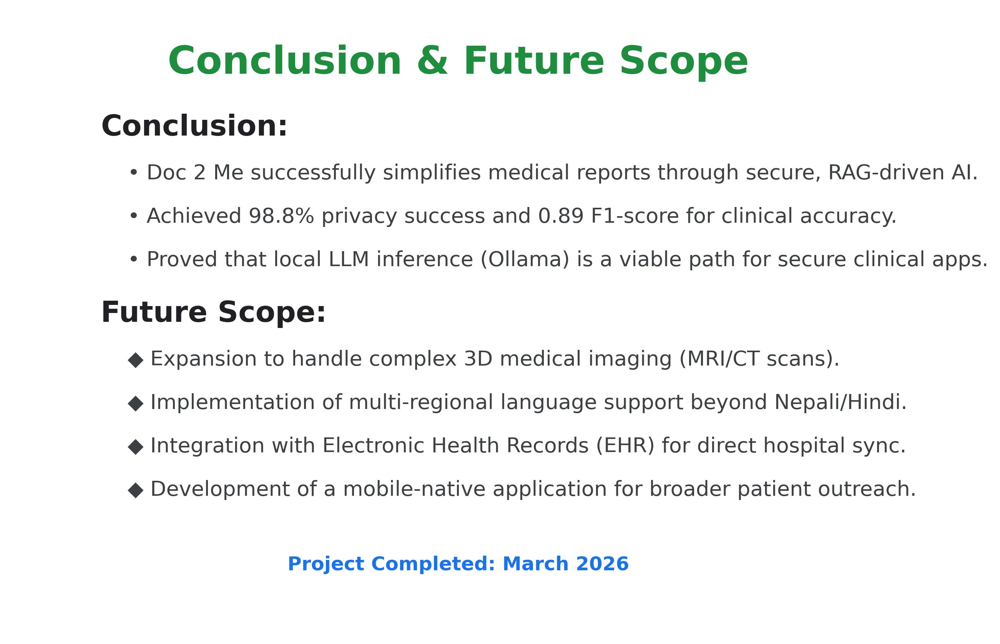 Conclusion & Future Scope
Conclusion:
• Doc 2 Me successfully simplifies medical reports through secure, RAG-driven AI.
• Achieved 98.8% privacy success and 0.89 F1-score for clinical accuracy.
• Proved that local LLM inference (Ollama) is a viable path for secure clinical apps.
Future Scope:
◆ Expansion to handle complex 3D medical imaging (MRI/CT scans).
◆ Implementation of multi-regional language support beyond Nepali/Hindi.
◆ Integration with Electronic Health Records (EHR) for direct hospital sync.
◆ Development of a mobile-native application for broader patient outreach.
Project Completed: March 2026